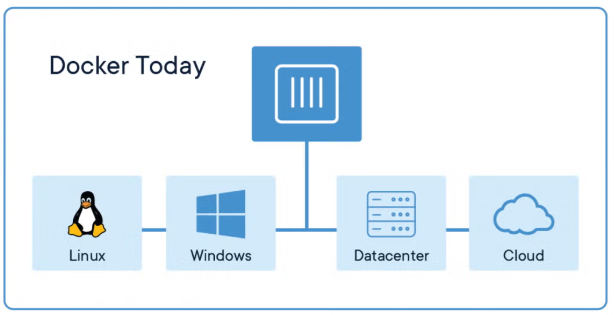 Docker Today
Linux
Windows
Datacenter
Cloud